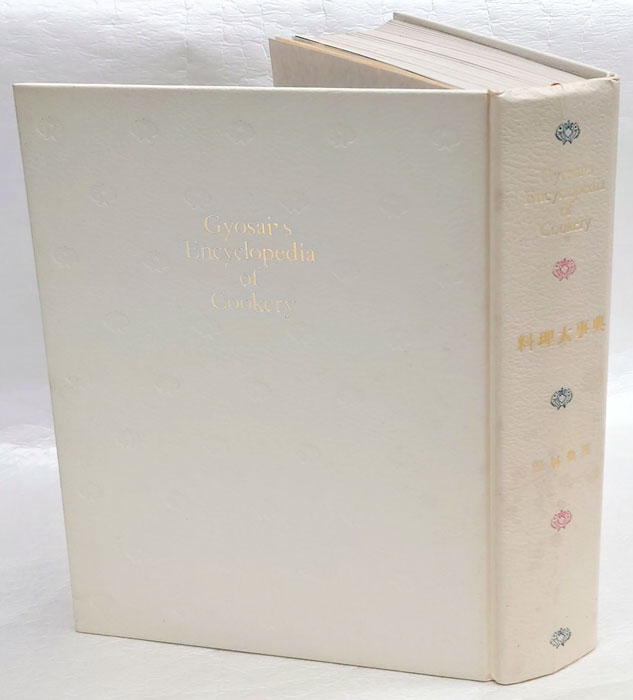 Gyosai's
Encyclopedia
of
Cookery
Gyosai's
Encyclopedia
of
Cookery
料理大事典